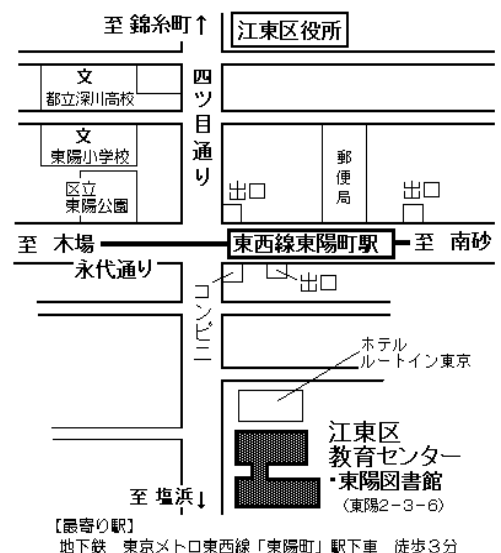 至 錦糸町↑
江東区役所
文
都立深川高校
四ツ目通り
文
東陽小学校
区立
東陽公園
郵便局
出口
出口
至 木場
東西線東陽町駅
至 南砂
永代通り
コンビニ
出口
ホテル
ルートイン東京
江東区
教育センター
・東陽図書館
(東陽2-3-6)
至 塩浜↓
【最寄り駅】
地下鉄 東京メトロ東西線「東陽町」駅下車 徒歩3分